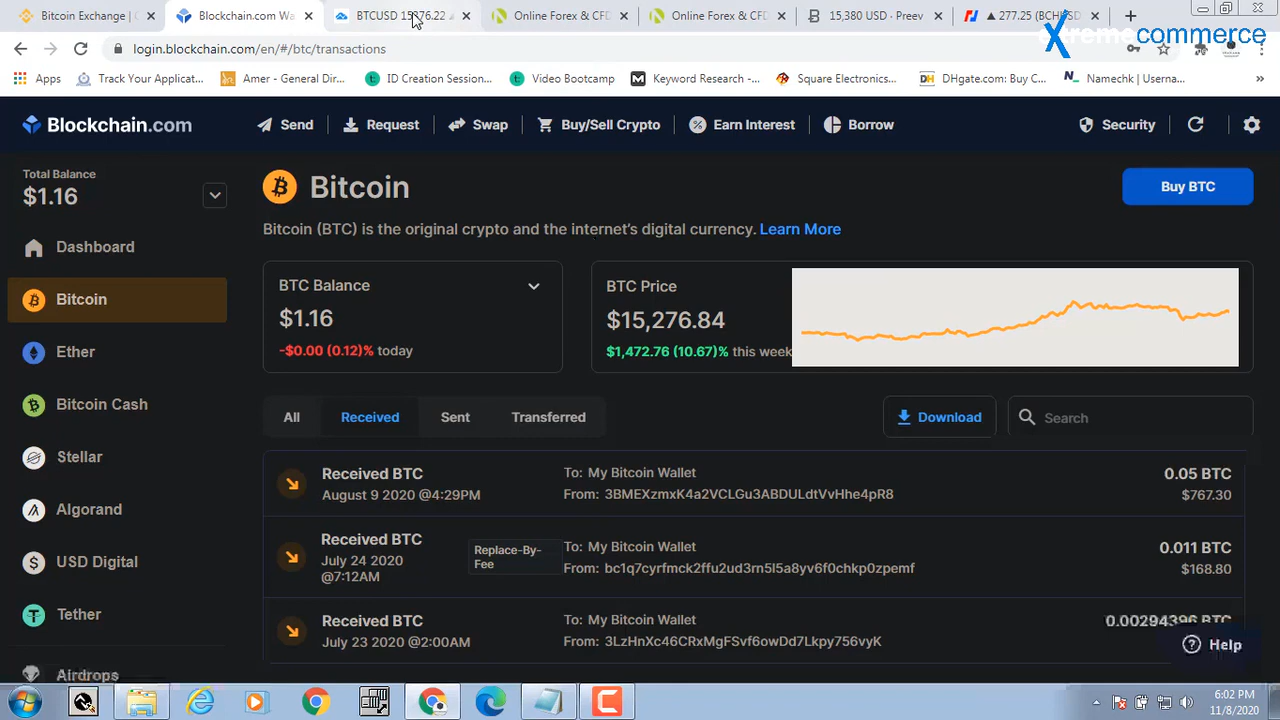 Bitcoin Exchange | C
Blockchain.com Wa
BTCUSD 15276.22
Online Forex & CFD
Online Forex & CFD
15,380 USD. Preev
▲ 277.25 (BCHUSD
extremecommerce
login.blockchain.com/en/#/btc/transactions
Apps
Track Your Applicat...
Amer - General Dir...
ID Creation Session...
Video Bootcamp
Keyword Research -...
Square Electronics...
DHgate.com: Buy C...
Namechk | Userna...
»
Blockchain.com
Send
Request
Swap
Buy/Sell Crypto
Earn Interest
Borrow
Security
Total Balance
$1.16
Dashboard
Bitcoin
Ether
Bitcoin Cash
Stellar
Algorand
USD Digital
Tether
Airdrops
Bitcoin
Buy BTC
Bitcoin (BTC) is the original crypto and the internet's digital currency. Learn More
BTC Balance
$1.16
-$0.00 (0.12)% today
BTC Price
$15,276.84
$1,472.76 (10.67)% this week
All
Received
Sent
Transferred
Download
Search
Received BTC
August 9 2020 @4:29PM
To: My Bitcoin Wallet
From: 3BMEXzmxK4a2VCLGu3ABDULdtVvHhe4pR8
0.05 BTC
$767.30
Received BTC
July 24 2020
@7:12AM
Replace-By-
Fee
To: My Bitcoin Wallet
From: bc1q7cyrfmck2ffu2ud3rn5l5a8yv6f0chkp0zpemf
0.011 BTC
$168.80
Received BTC
July 23 2020 @2:00AM
To: My Bitcoin Wallet
From: 3LzHnXc46CRxMgFSvf6owDd7Lkpy756vyK
0.00294396 BTC
Help
6:02 PM
11/8/2020